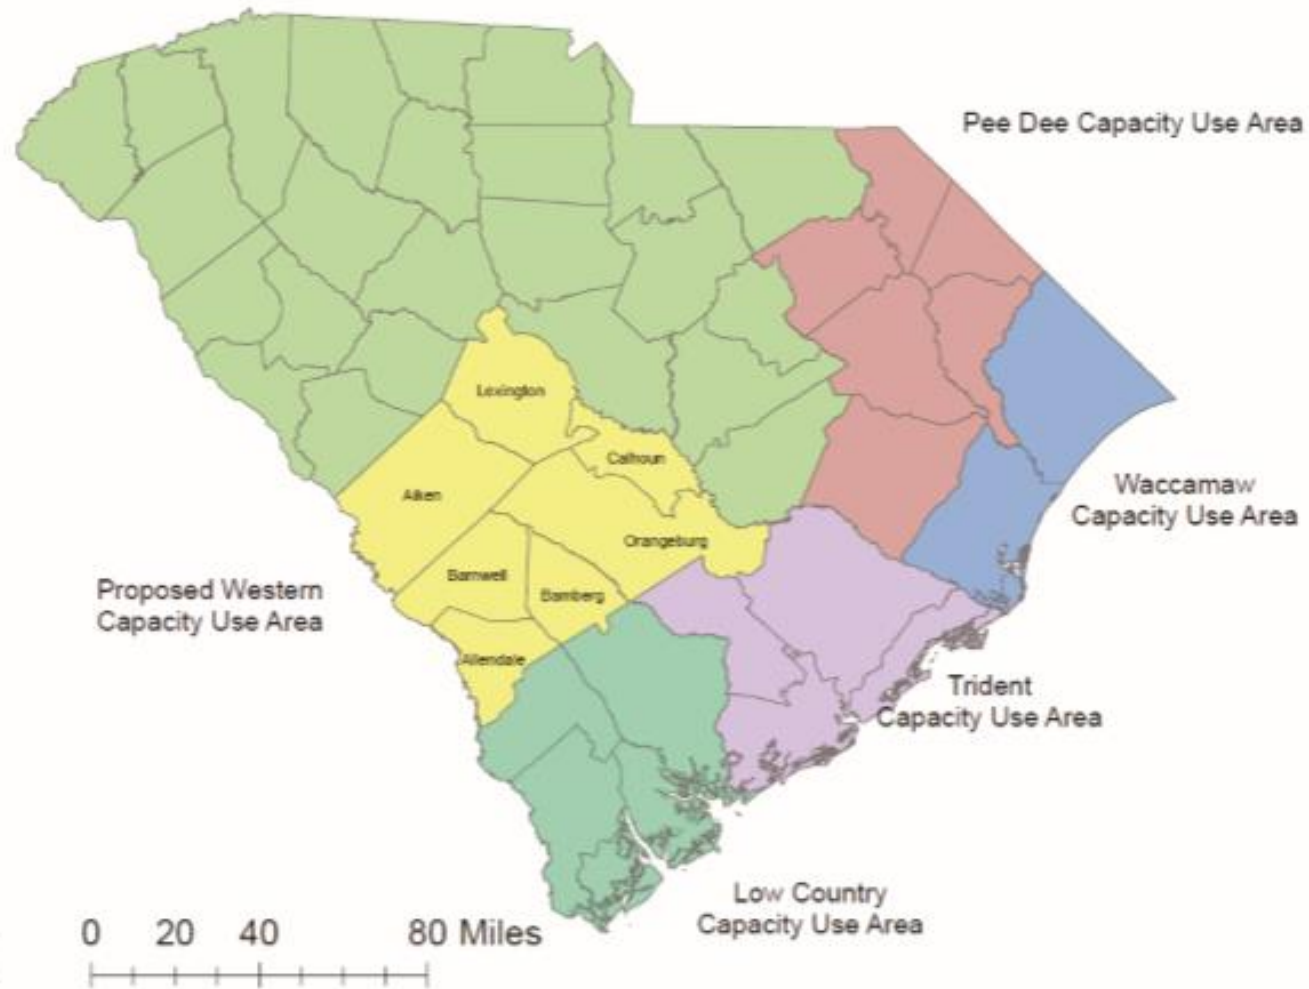 Pee Dee Capacity Use Area
Lexington
Calhoun
Aiken
Waccamaw
Capacity Use Area
Orangeburg
Barnwell
Proposed Western
Capacity Use Area
Bamberg
Allendale
Trident
Capacity Use Area
Low Country
Capacity Use Area
0 20 40 80 Miles